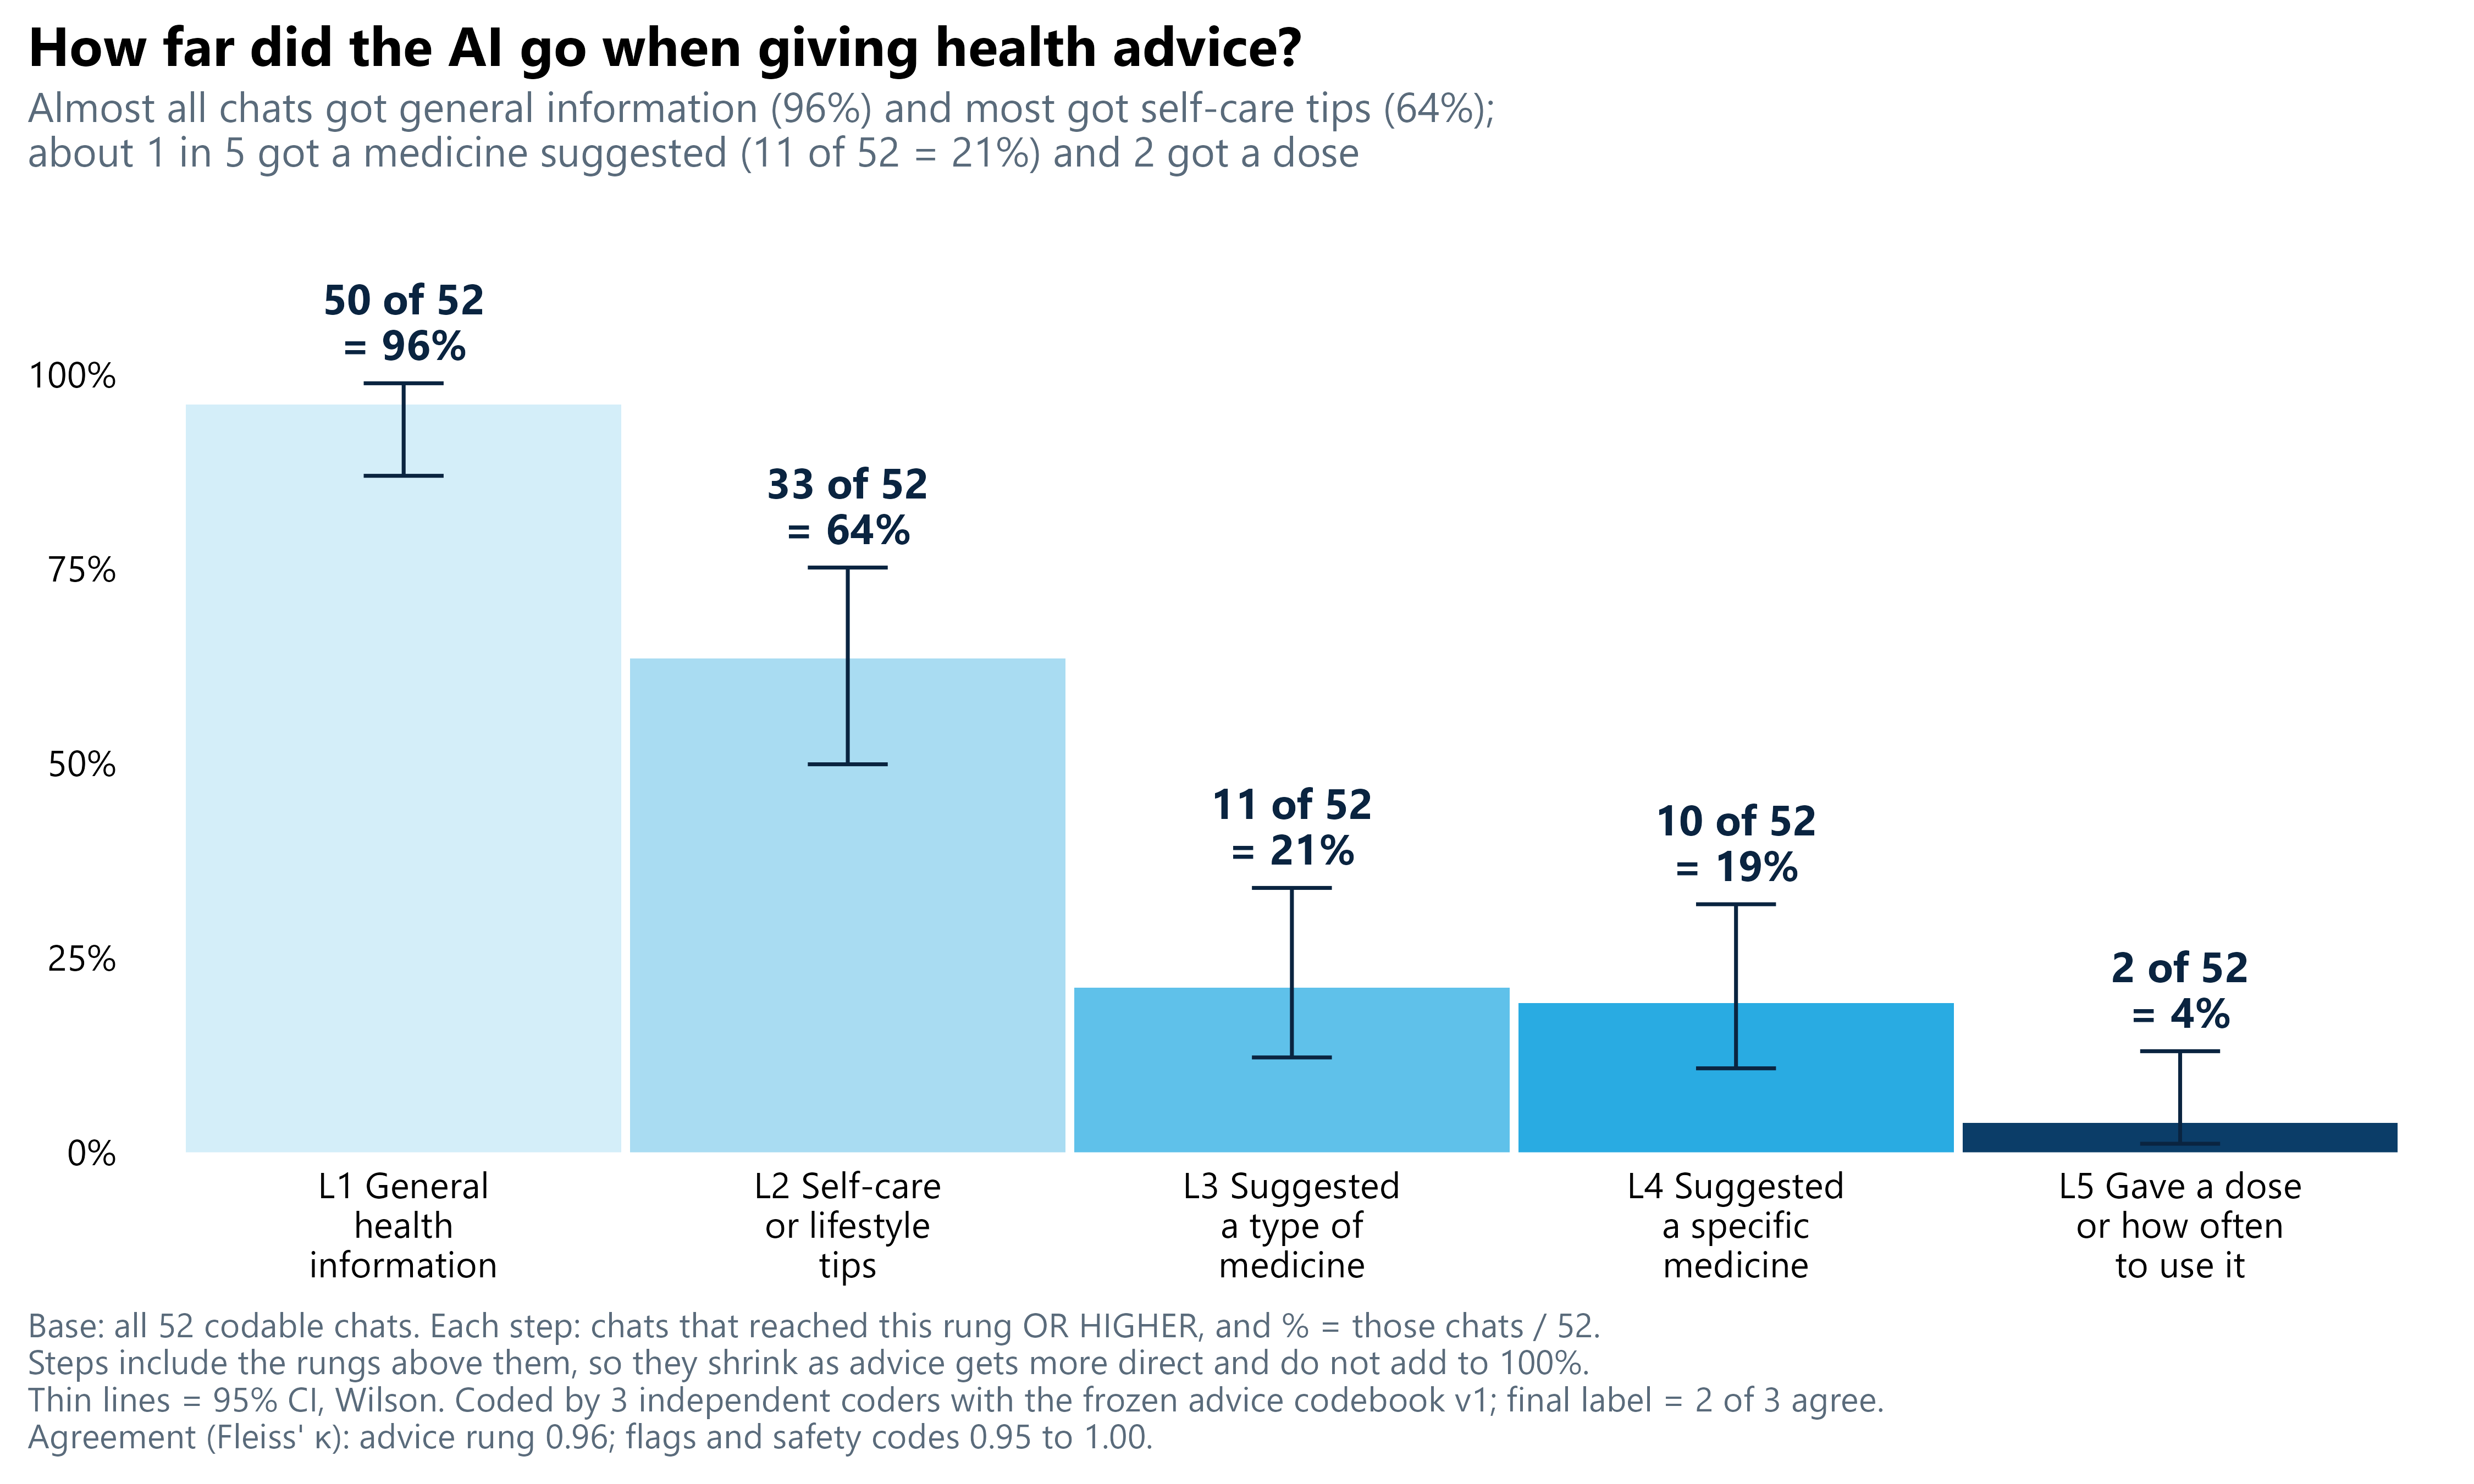 How far did the AI go when giving health advice?
Almost all chats got general information (96%) and most got self-care tips (64%);
about 1 in 5 got a medicine suggested (11 of 52 = 21%) and 2 got a dose
50 of 52
= 96%
33 of 52
= 64%
11 of 52
= 21%
10 of 52
= 19%
2 of 52
= 4%
100%
75%
50%
25%
0%
L1 General
health
information
L2 Self-care
or lifestyle
tips
L3 Suggested
a type of
medicine
L4 Suggested
a specific
medicine
L5 Gave a dose
or how often
to use it
Base: all 52 codable chats. Each step: chats that reached this rung OR HIGHER, and % = those chats / 52.
Steps include the rungs above them, so they shrink as advice gets more direct and do not add to 100%.
Thin lines = 95% CI, Wilson. Coded by 3 independent coders with the frozen advice codebook v1; final label = 2 of 3 agree.
Agreement (Fleiss' κ): advice rung 0.96; flags and safety codes 0.95 to 1.00.